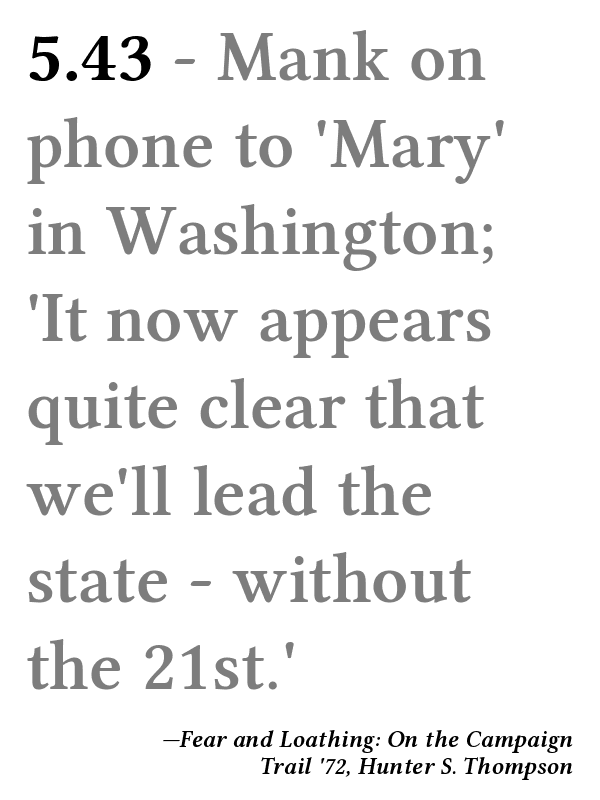 5.43 - Mank on
phone to 'Mary'
in Washington;
'It now appears
quite clear that
we'll lead the
state - without
the 21st.'
—Fear and Loathing: On the Campaign
Trail '72, Hunter S. Thompson